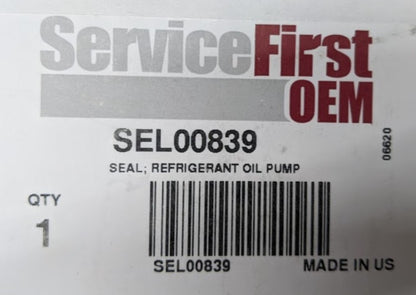 ServiceFirst
OEM
SEL00839
06620
SEAL; REFRIGERANT OIL PUMP
QTY
1
SEL00839
MADE IN US